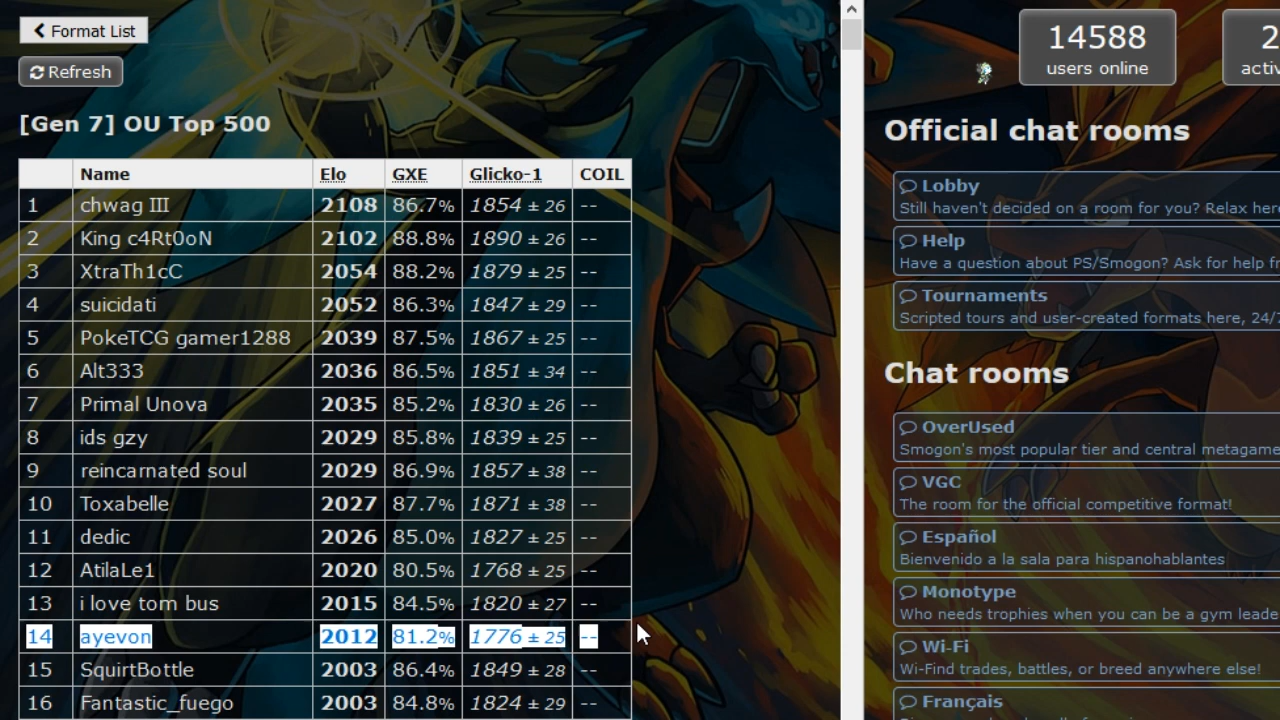 Format List
Refresh
[Gen 7] OU Top 500
Name Elo GXE Glicko-1 COIL
1 chwag III 2108 86.7% 1854 ± 26 --
2 King c4Rt0oN 2102 88.8% 1890 ± 26 --
3 XtraTh1cC 2054 88.2% 1879 ± 25 --
4 suicidati 2052 86.3% 1847 ± 29 --
5 PokeTCG gamer1288 2039 87.5% 1867 ± 25 --
6 Alt333 2036 86.5% 1851 ± 34 --
7 Primal Unova 2035 85.2% 1830 ± 26 --
8 ids gzy 2029 85.8% 1839 ± 25 --
9 reincarnated soul 2029 86.9% 1857 ± 38 --
10 Toxabelle 2027 87.7% 1871 ± 38 --
11 dedic 2026 85.0% 1827 ± 25 --
12 AtilaLe1 2020 80.5% 1768 ± 25 --
13 i love tom bus 2015 84.5% 1820 ± 27 --
14 ayevon 2012 81.2% 1776 ± 25 --
15 SquirtBottle 2003 86.4% 1849 ± 28 --
16 Fantastic_fuego 2003 84.8% 1824 ± 29 --
14588
users online
2
activ
Official chat rooms
Lobby
Still haven't decided on a room for you? Relax here
Help
Have a question about PS/Smogon? Ask for help fr
Tournaments
Scripted tours and user-created formats here, 24/7
Chat rooms
OverUsed
Smogon's most popular tier and central metagame
VGC
The room for the official competitive format!
Español
Bienvenido a la sala para hispanohablantes
Monotype
Who needs trophies when you can be a gym leade
Wi-Fi
Wi-Find trades, battles, or breed anywhere else!
Français